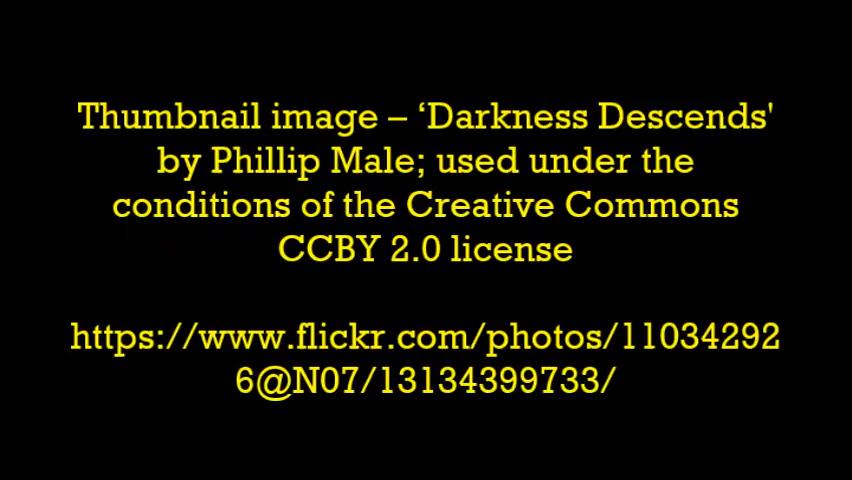 Thumbnail image – ‘Darkness Descends'
by Phillip Male; used under the
conditions of the Creative Commons
CCBY 2.0 license
https://www.flickr.com/photos/11034292
6@N07/13134399733/